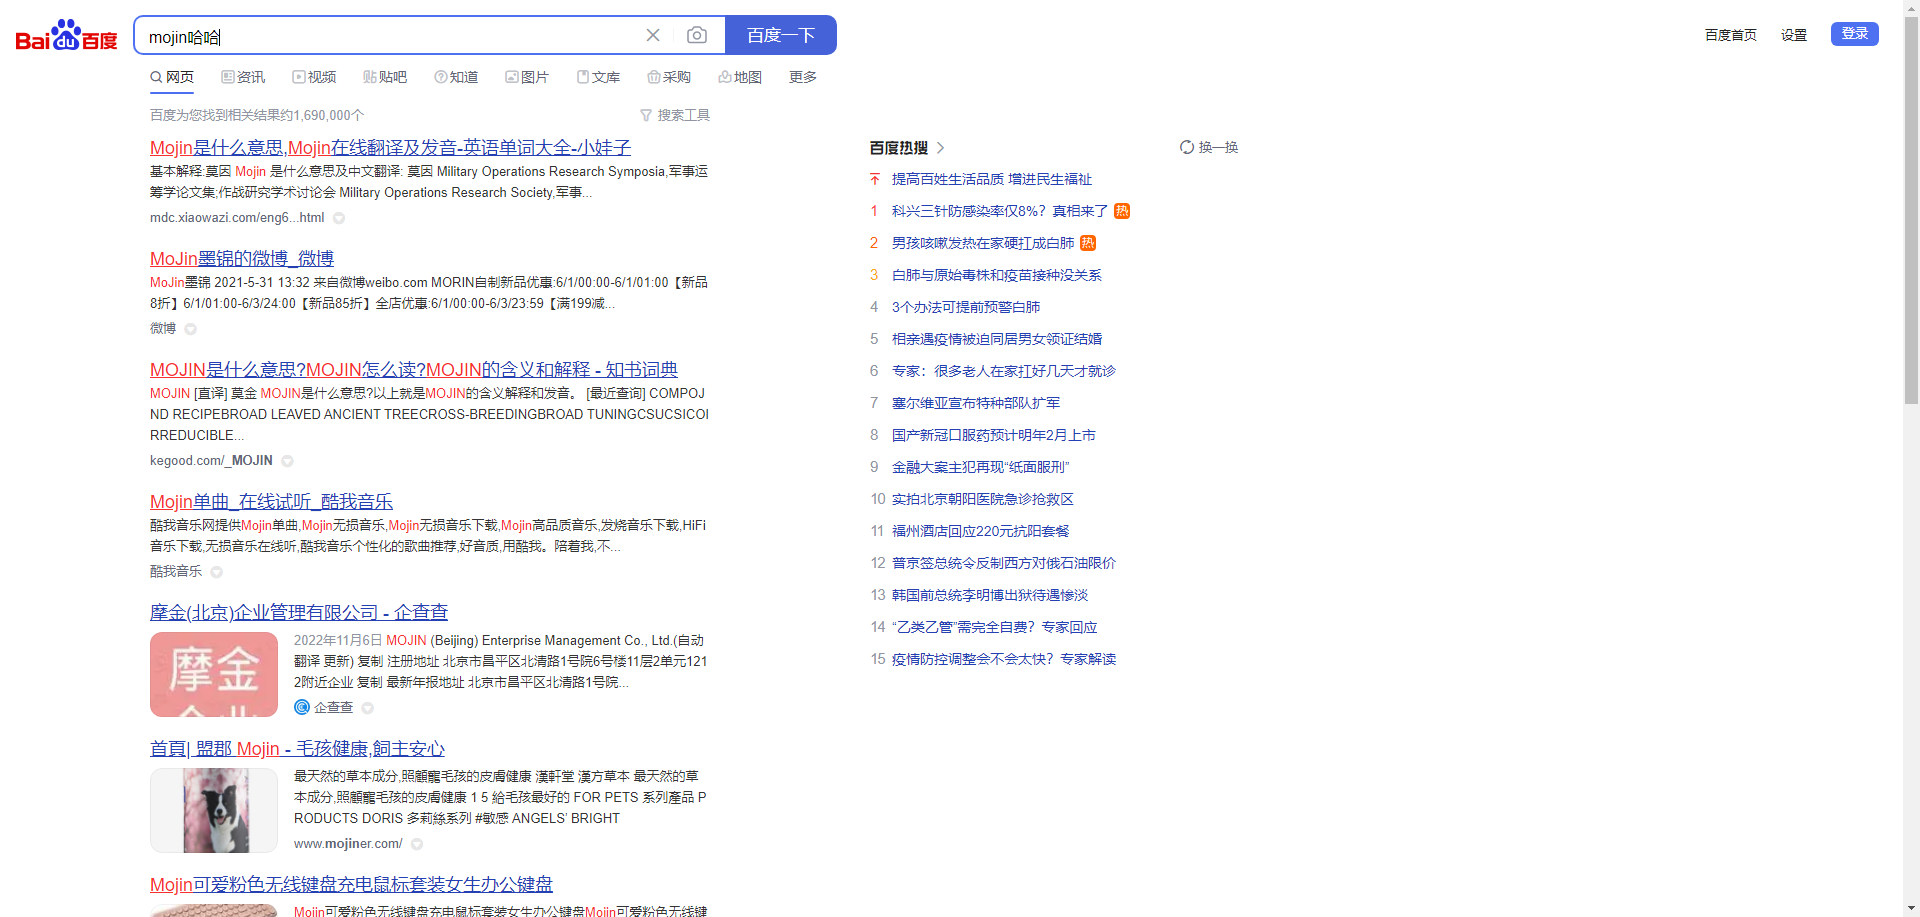 Bai du 百度
mojin哈哈
百度一下
百度首页 设置 登录
网页 资讯 视频 贴吧 知道 图片 文库 采购 地图 更多
百度为您找到相关结果约1,690,000个
搜索工具
Mojin是什么意思,Mojin在线翻译及发音-英语单词大全-小娃子
基本解释:莫因 Mojin 是什么意思及中文翻译: 莫因 Military Operations Research Symposia,军事运
筹学论文集;作战研究学术讨论会 Military Operations Research Society,军事...
mdc.xiaowazi.com/eng6...html
MoJin墨锦的微博_微博
MoJin墨锦 2021-5-31 13:32 来自微博weibo.com MORIN自制新品优惠:6/1/00:00-6/1/01:00【新品
8折】6/1/01:00-6/3/24:00【新品85折】全店优惠:6/1/00:00-6/3/23:59【满199减...
微博
MOJIN是什么意思?MOJIN怎么读?MOJIN的含义和解释 - 知书词典
MOJIN [直译] 莫金 MOJIN是什么意思?以上就是MOJIN的含义解释和发音。 [最近查询] COMPOJ
ND RECIPEBROAD LEAVED ANCIENT TREECROSS-BREEDINGBROAD TUNINGCSUCSICOI
RREDUCIBLE...
kegood.com/_MOJIN
Mojin单曲_在线试听_酷我音乐
酷我音乐网提供Mojin单曲,Mojin无损音乐,Mojin无损音乐下载,Mojin高品质音乐,发烧音乐下载,HiFi
音乐下载,无损音乐在线听,酷我音乐个性化的歌曲推荐,好音质,用酷我。陪着我,不...
酷我音乐
摩金(北京)企业管理有限公司 - 企查查
摩金
2022年11月6日 MOJIN (Beijing) Enterprise Management Co., Ltd.(自动
翻译 更新) 复制 注册地址 北京市昌平区北清路1号院6号楼11层2单元121
2附近企业 复制 最新年报地址 北京市昌平区北清路1号院...
企查查
首頁| 盟郡 Mojin - 毛孩健康,飼主安心
最天然的草本成分,照顧寵毛孩的皮膚健康 漢軒堂 漢方草本 最天然的草
本成分,照顧寵毛孩的皮膚健康 1 5 給毛孩最好的 FOR PETS 系列產品 P
RODUCTS DORIS 多莉絲系列 #敏感 ANGELS' BRIGHT
www.mojiner.com/
Mojin可爱粉色无线键盘充电鼠标套装女生办公键盘
Mojin可爱粉色无线键盘充电鼠标套装女生办公键盘Mojin可爱粉色无线键
百度热搜
换一换
提高百姓生活品质 增进民生福祉
1 科兴三针防感染率仅8%？真相来了 热
2 男孩咳嗽发热在家硬扛成白肺 热
3 白肺与原始毒株和疫苗接种没关系
4 3个办法可提前预警白肺
5 相亲遇疫情被迫同居男女领证结婚
6 专家：很多老人在家扛好几天才就诊
7 塞尔维亚宣布特种部队扩军
8 国产新冠口服药预计明年2月上市
9 金融大案主犯再现“纸面服刑”
10 实拍北京朝阳医院急诊抢救区
11 福州酒店回应220元抗阳套餐
12 普京签总统令反制西方对俄石油限价
13 韩国前总统李明博出狱待遇惨淡
14 “乙类乙管”需完全自费？专家回应
15 疫情防控调整会不会太快？专家解读